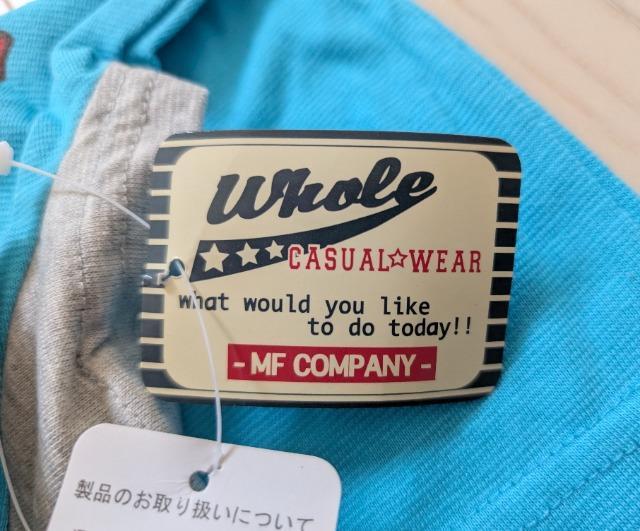 Whole
CASUAL☆WEAR
what would you like
to do today!!
- MF COMPANY -
製品のお取り扱いについて